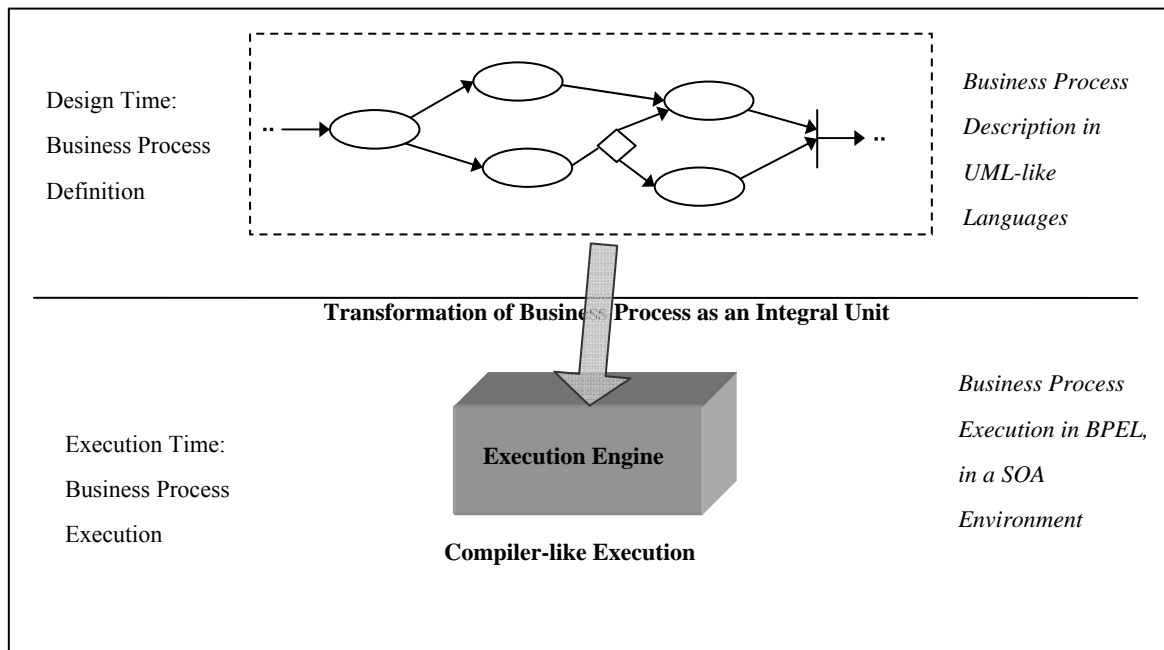 Design Time:
Business Process
Definition
..
..
Business Process
Description in
UML-like
Languages
Transformation of Business Process as an Integral Unit
Execution Time:
Business Process
Execution
Execution Engine
Compiler-like Execution
Business Process
Execution in BPEL,
in a SOA
Environment